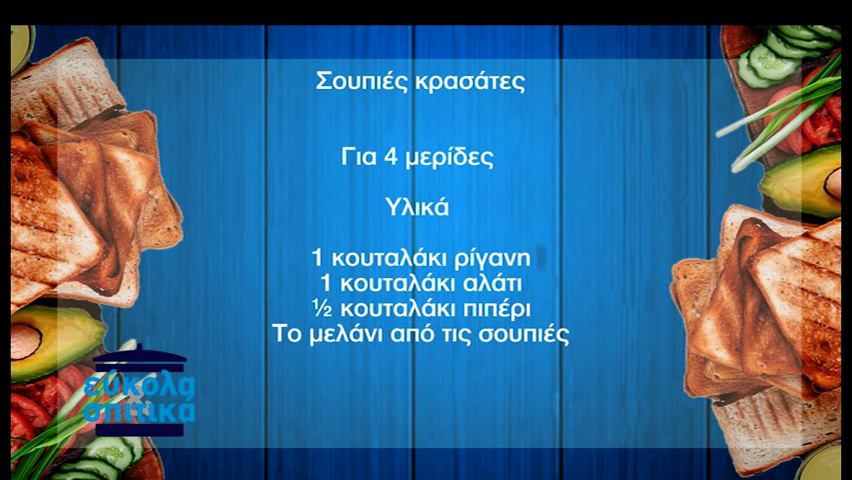 Σουπιές κρασάτες
Για 4 μερίδες
Υλικά
1 κουταλάκι ρίγανη
1 κουταλάκι αλάτι
½ κουταλάκι πιπέρι
Το μελάνι από τις σουπιές
εύκολα
σπιτικα